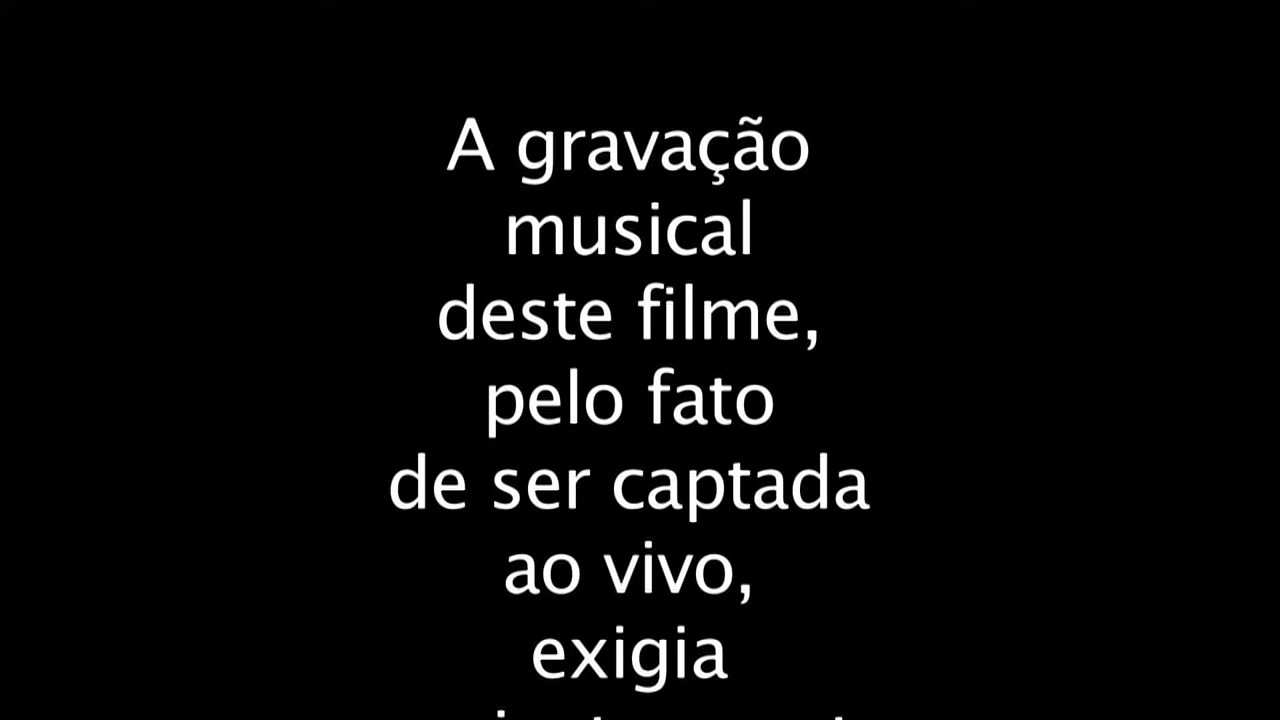 A gravação
musical
deste filme,
pelo fato
de ser captada
ao vivo,
exigia